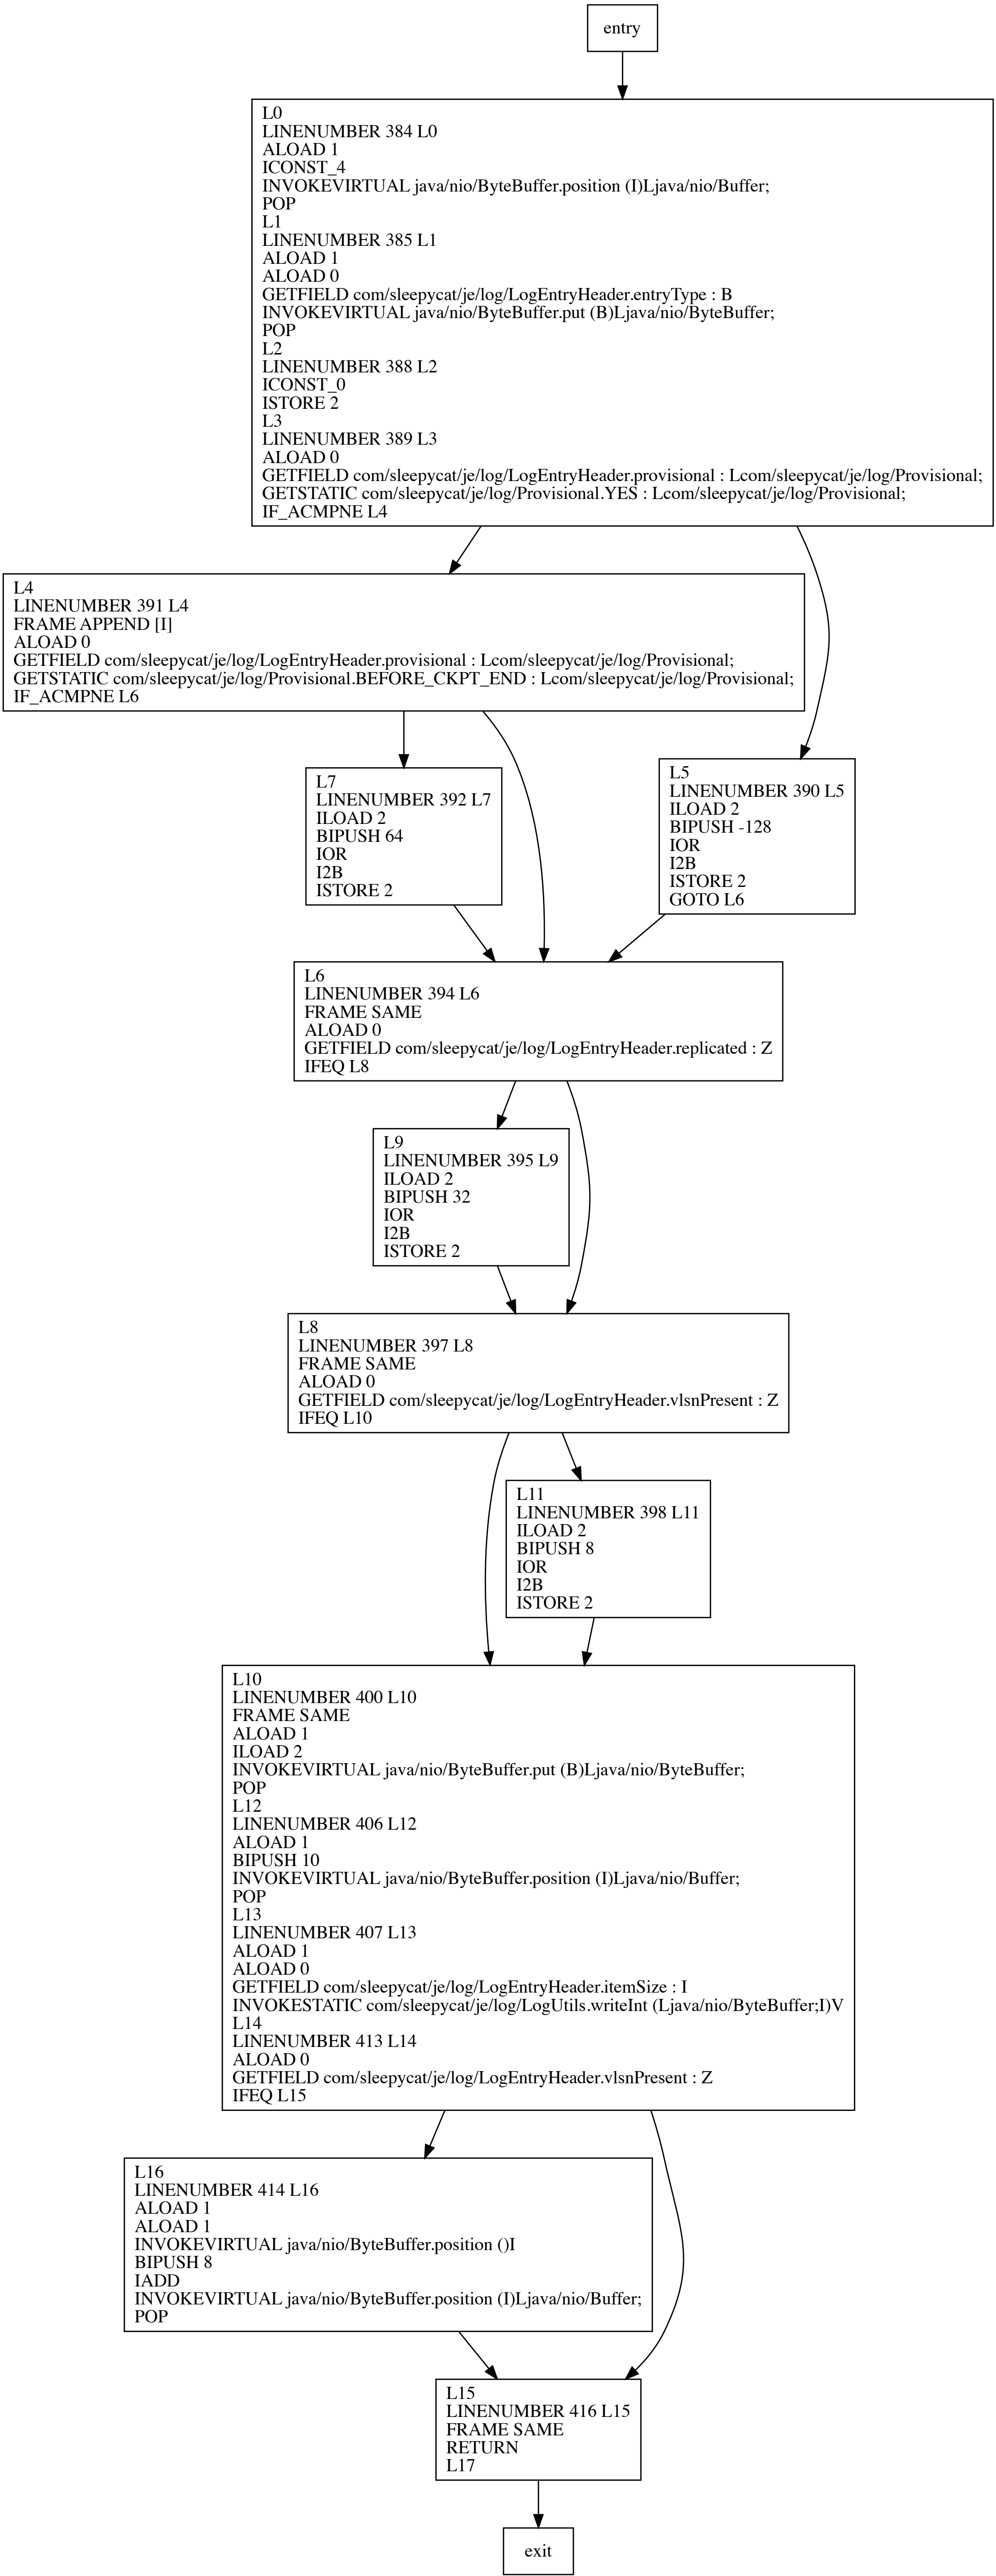 entry
L0
LINENUMBER 384 L0
ALOAD 1
ICONST_4
INVOKEVIRTUAL java/nio/ByteBuffer.position (I)Ljava/nio/Buffer;
POP
L1
LINENUMBER 385 L1
ALOAD 1
ALOAD 0
GETFIELD com/sleepycat/je/log/LogEntryHeader.entryType : B
INVOKEVIRTUAL java/nio/ByteBuffer.put (B)Ljava/nio/ByteBuffer;
POP
L2
LINENUMBER 388 L2
ICONST_0
ISTORE 2
L3
LINENUMBER 389 L3
ALOAD 0
GETFIELD com/sleepycat/je/log/LogEntryHeader.provisional : Lcom/sleepycat/je/log/Provisional;
GETSTATIC com/sleepycat/je/log/Provisional.YES : Lcom/sleepycat/je/log/Provisional;
IF_ACMPNE L4
L4
LINENUMBER 391 L4
FRAME APPEND [I]
ALOAD 0
GETFIELD com/sleepycat/je/log/LogEntryHeader.provisional : Lcom/sleepycat/je/log/Provisional;
GETSTATIC com/sleepycat/je/log/Provisional.BEFORE_CKPT_END : Lcom/sleepycat/je/log/Provisional;
IF_ACMPNE L6
L7
LINENUMBER 392 L7
ILOAD 2
BIPUSH 64
IOR
I2B
ISTORE 2
L5
LINENUMBER 390 L5
ILOAD 2
BIPUSH -128
IOR
I2B
ISTORE 2
GOTO L6
L6
LINENUMBER 394 L6
FRAME SAME
ALOAD 0
GETFIELD com/sleepycat/je/log/LogEntryHeader.replicated : Z
IFEQ L8
L9
LINENUMBER 395 L9
ILOAD 2
BIPUSH 32
IOR
I2B
ISTORE 2
L8
LINENUMBER 397 L8
FRAME SAME
ALOAD 0
GETFIELD com/sleepycat/je/log/LogEntryHeader.vlsnPresent : Z
IFEQ L10
L11
LINENUMBER 398 L11
ILOAD 2
BIPUSH 8
IOR
I2B
ISTORE 2
L10
LINENUMBER 400 L10
FRAME SAME
ALOAD 1
ILOAD 2
INVOKEVIRTUAL java/nio/ByteBuffer.put (B)Ljava/nio/ByteBuffer;
POP
L12
LINENUMBER 406 L12
ALOAD 1
BIPUSH 10
INVOKEVIRTUAL java/nio/ByteBuffer.position (I)Ljava/nio/Buffer;
POP
L13
LINENUMBER 407 L13
ALOAD 1
ALOAD 0
GETFIELD com/sleepycat/je/log/LogEntryHeader.itemSize : I
INVOKESTATIC com/sleepycat/je/log/LogUtils.writeInt (Ljava/nio/ByteBuffer;I)V
L14
LINENUMBER 413 L14
ALOAD 0
GETFIELD com/sleepycat/je/log/LogEntryHeader.vlsnPresent : Z
IFEQ L15
L16
LINENUMBER 414 L16
ALOAD 1
ALOAD 1
INVOKEVIRTUAL java/nio/ByteBuffer.position ()I
BIPUSH 8
IADD
INVOKEVIRTUAL java/nio/ByteBuffer.position (I)Ljava/nio/Buffer;
POP
L15
LINENUMBER 416 L15
FRAME SAME
RETURN
L17
exit